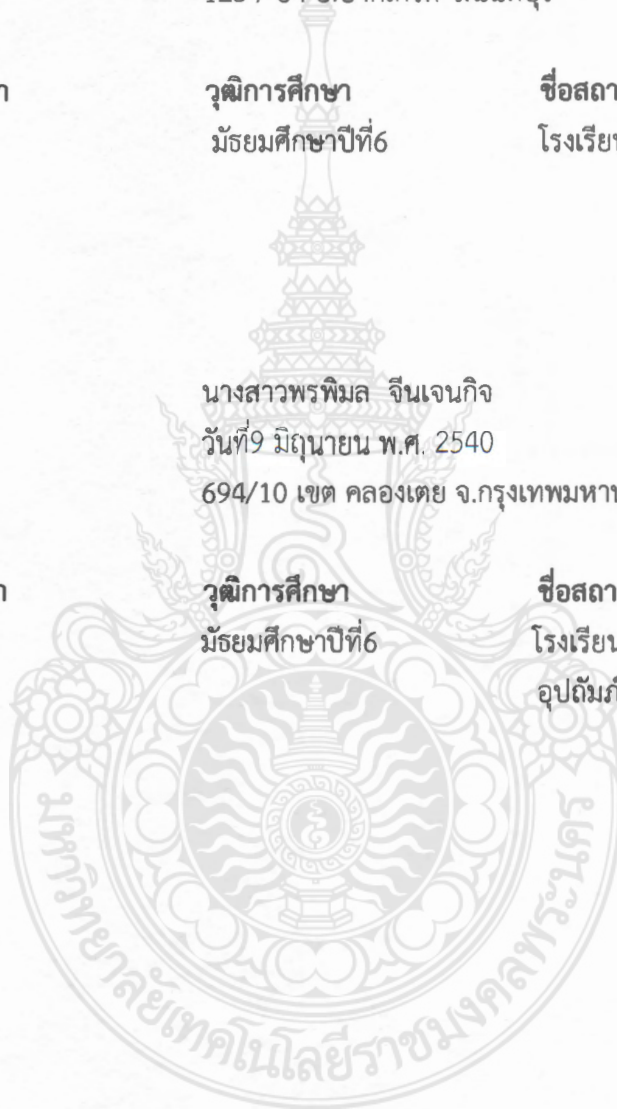 า วุฒิการศึกษา ชื่อสถา
มัธยมศึกษาปีที่6 โรงเรียน
นางสาวพรพิมล จีนเจนกิจ
วันที่9 มิถุนายน พ.ศ. 2540
694/10 เขต คลองเตย จ.กรุงเทพมหาน
า วุฒิการศึกษา ชื่อสถา
มัธยมศึกษาปีที่6 โรงเรียน
อุปถัมภ์
มหาวิทยาลัยเทคโนโลยีราชมงคลพระนคร